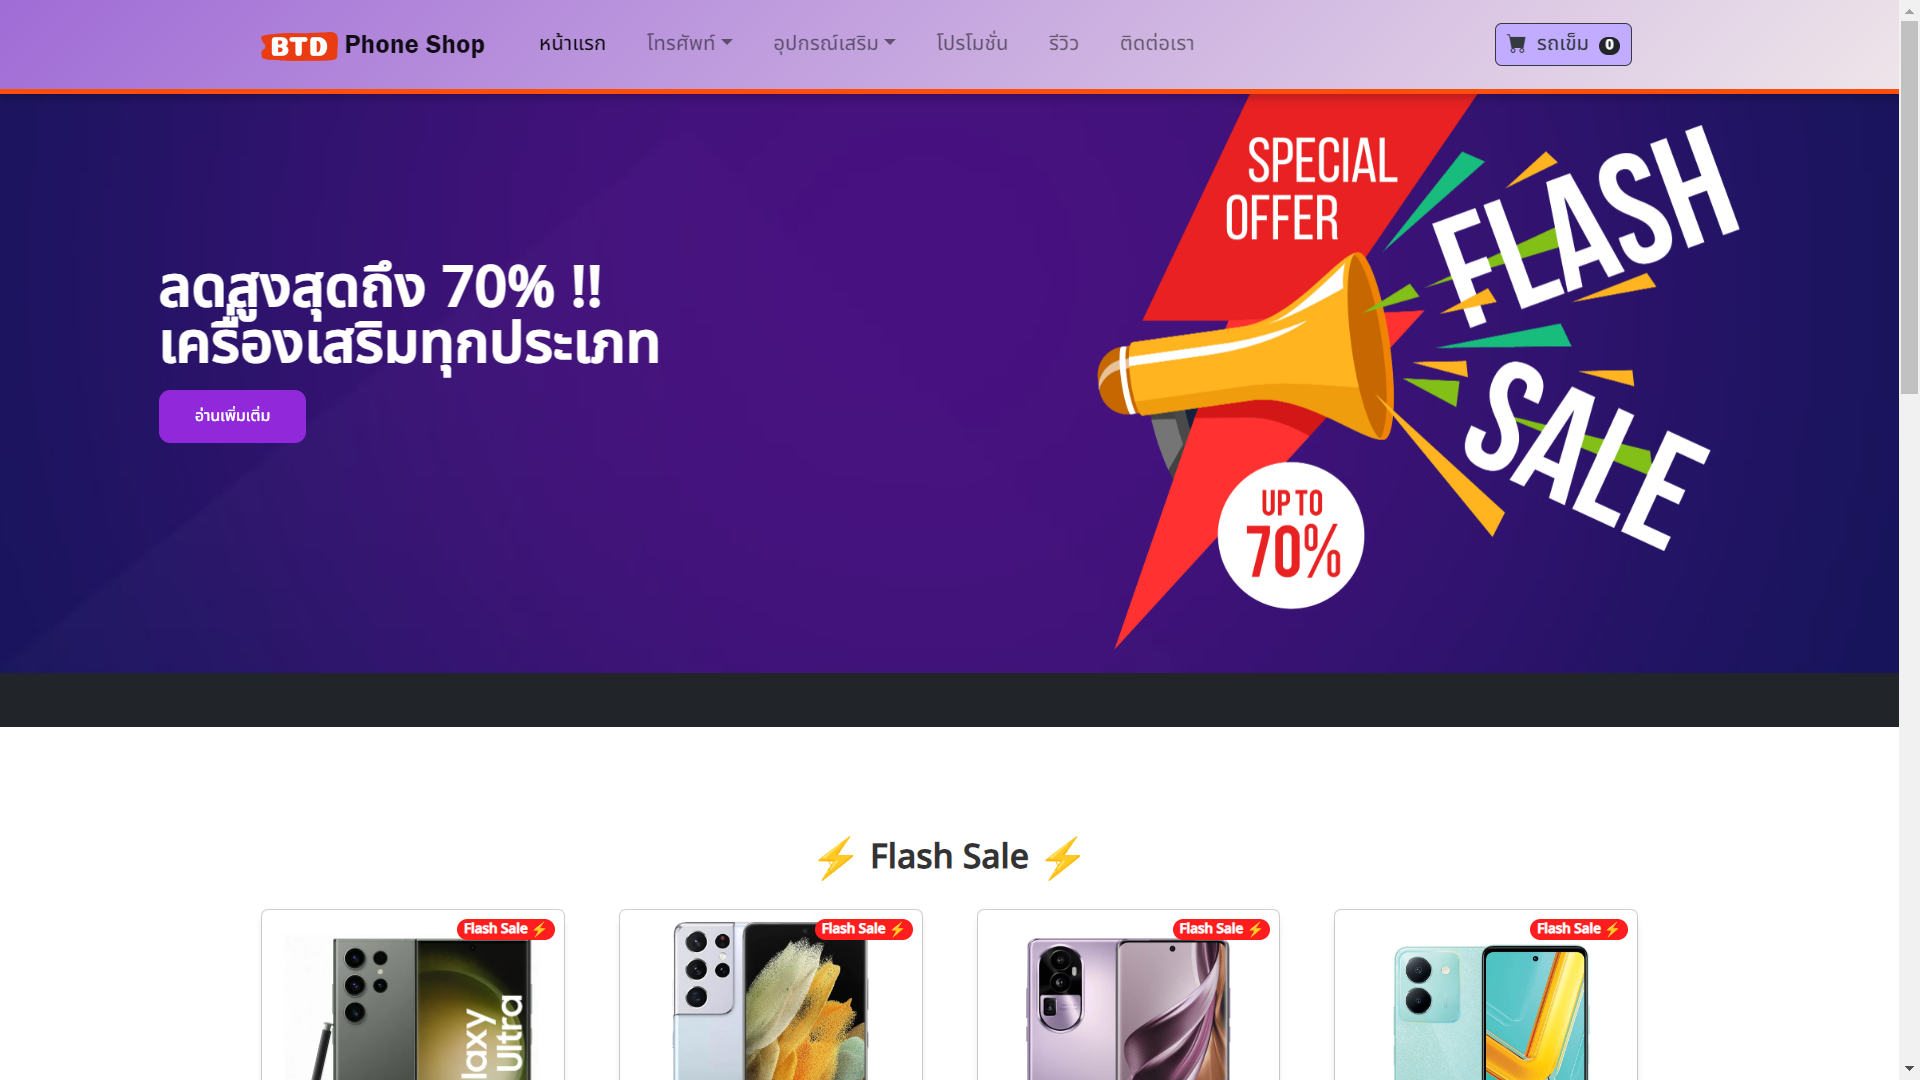 BTD Phone Shop หน้าแรก โทรศัพท์ อุปกรณ์เสริม โปรโมชั่น รีวิว ติดต่อเรา รถเข็ม 0
SPECIAL
OFFER
FLASH
SALE
ลดสูงสุดถึง 70% !!
เครื่องเสริมทุกประเภท
อ่านเพิ่มเติ่ม
UP TO
70%
⚡ Flash Sale ⚡
Flash Sale ⚡
Flash Sale ⚡
Flash Sale ⚡
Flash Sale ⚡
laxy
Ultra